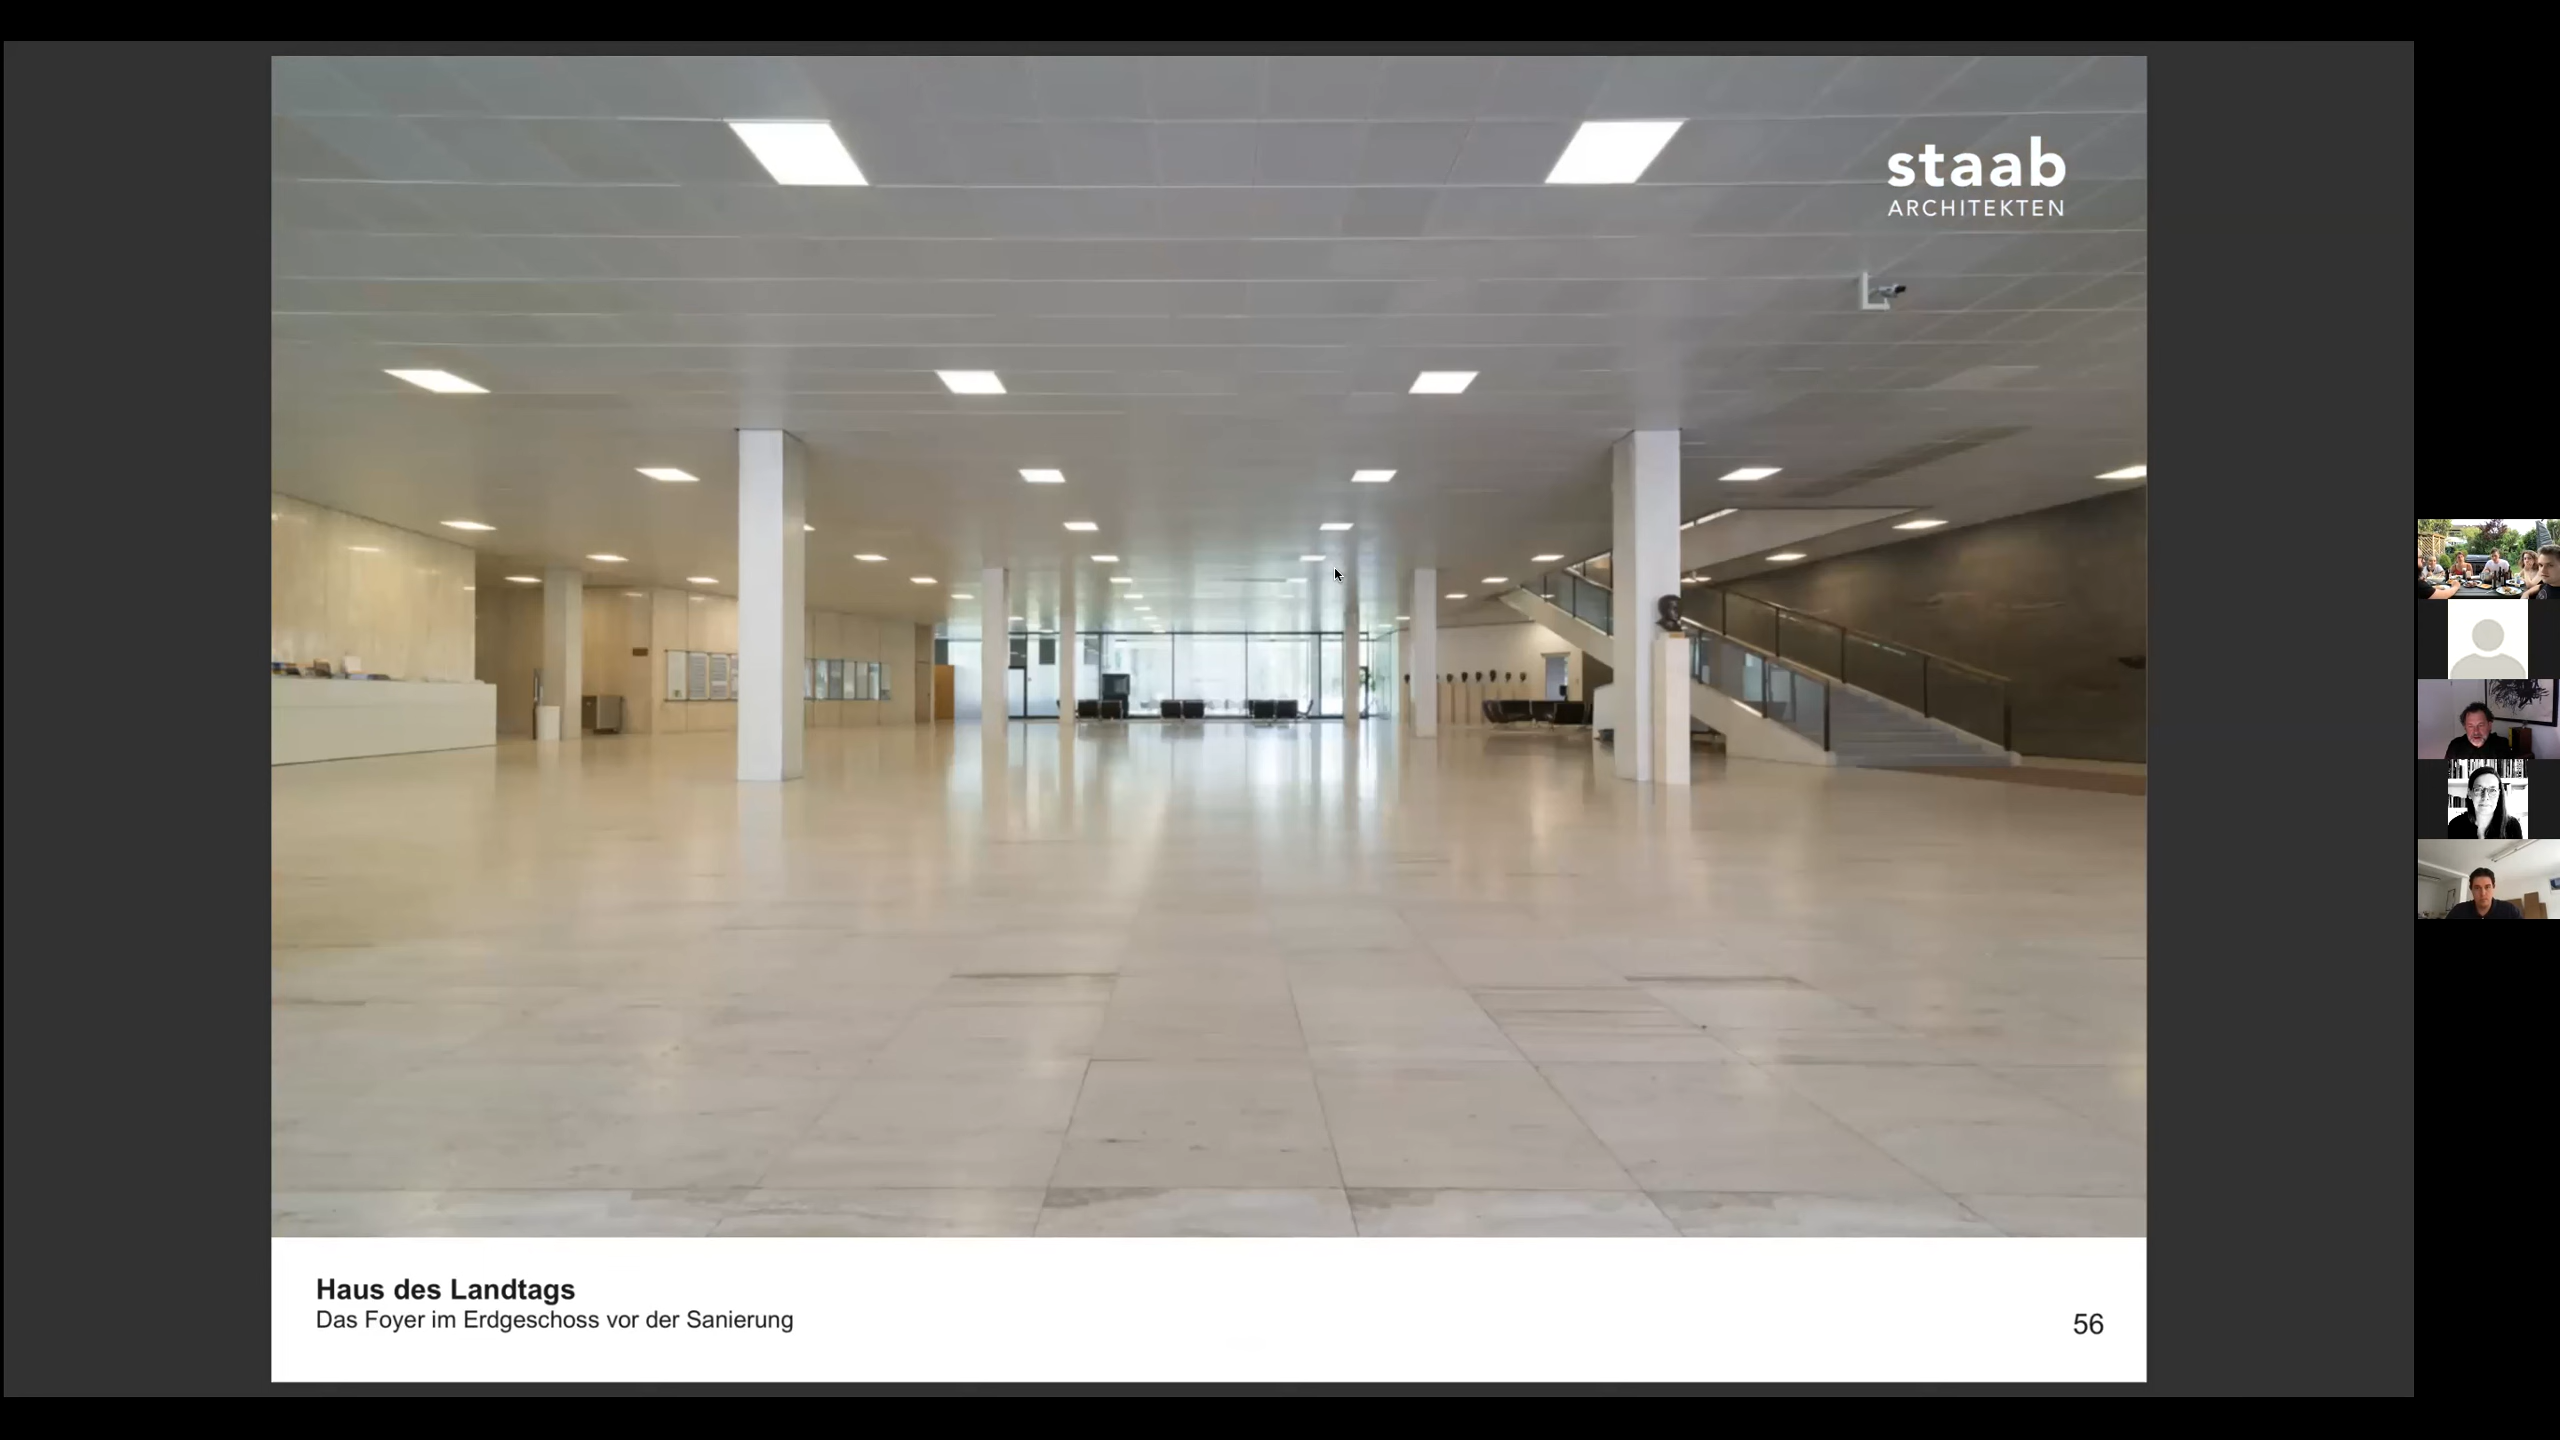 staab
ARCHITEKTEN
Haus des Landtags
Das Foyer im Erdgeschoss vor der Sanierung
56